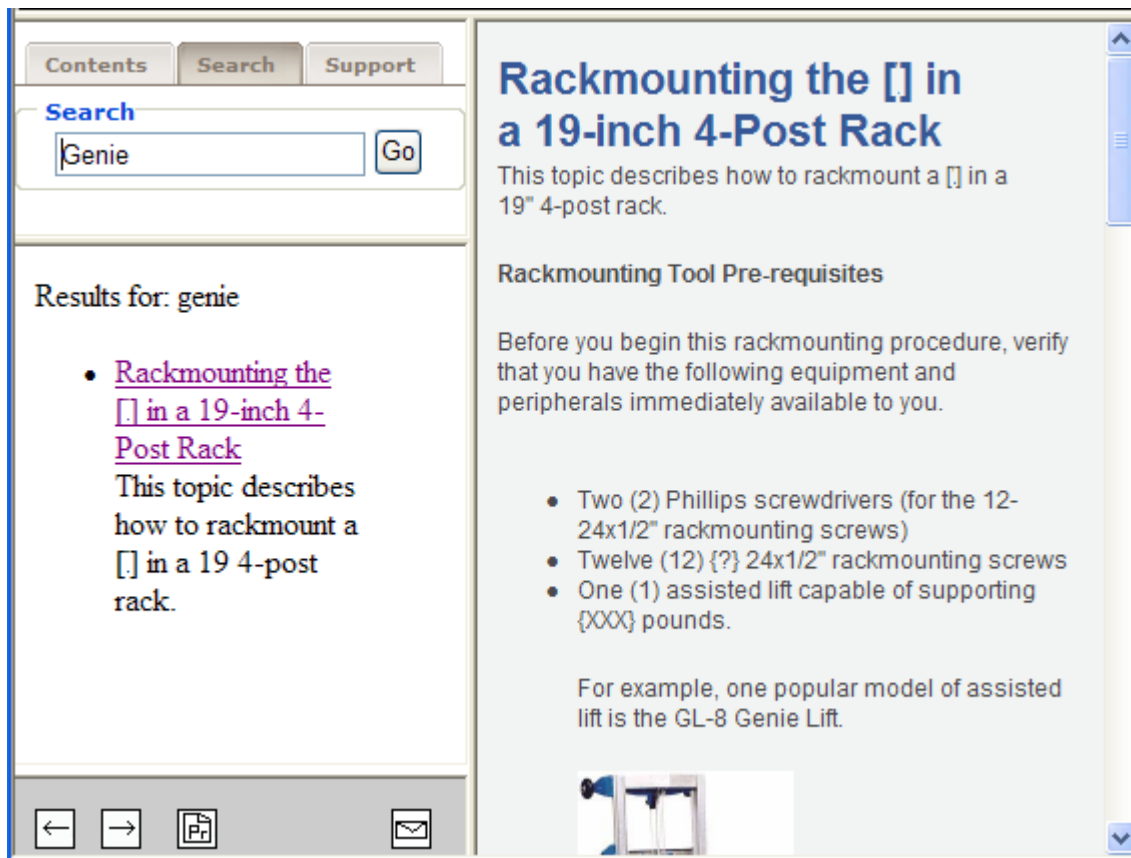 Contents Search Support
Search
Genie Go
Results for: genie
Rackmounting the
[.] in a 19-inch 4-
Post Rack
This topic describes
how to rackmount a
[.] in a 19 4-post
rack.
Pr
Rackmounting the [.] in
a 19-inch 4-Post Rack
This topic describes how to rackmount a [.] in a
19" 4-post rack.
Rackmounting Tool Pre-requisites
Before you begin this rackmounting procedure, verify
that you have the following equipment and
peripherals immediately available to you.
Two (2) Phillips screwdrivers (for the 12-
24x1/2" rackmounting screws)
Twelve (12) {?} 24x1/2" rackmounting screws
One (1) assisted lift capable of supporting
{XXX} pounds.
For example, one popular model of assisted
lift is the GL-8 Genie Lift.